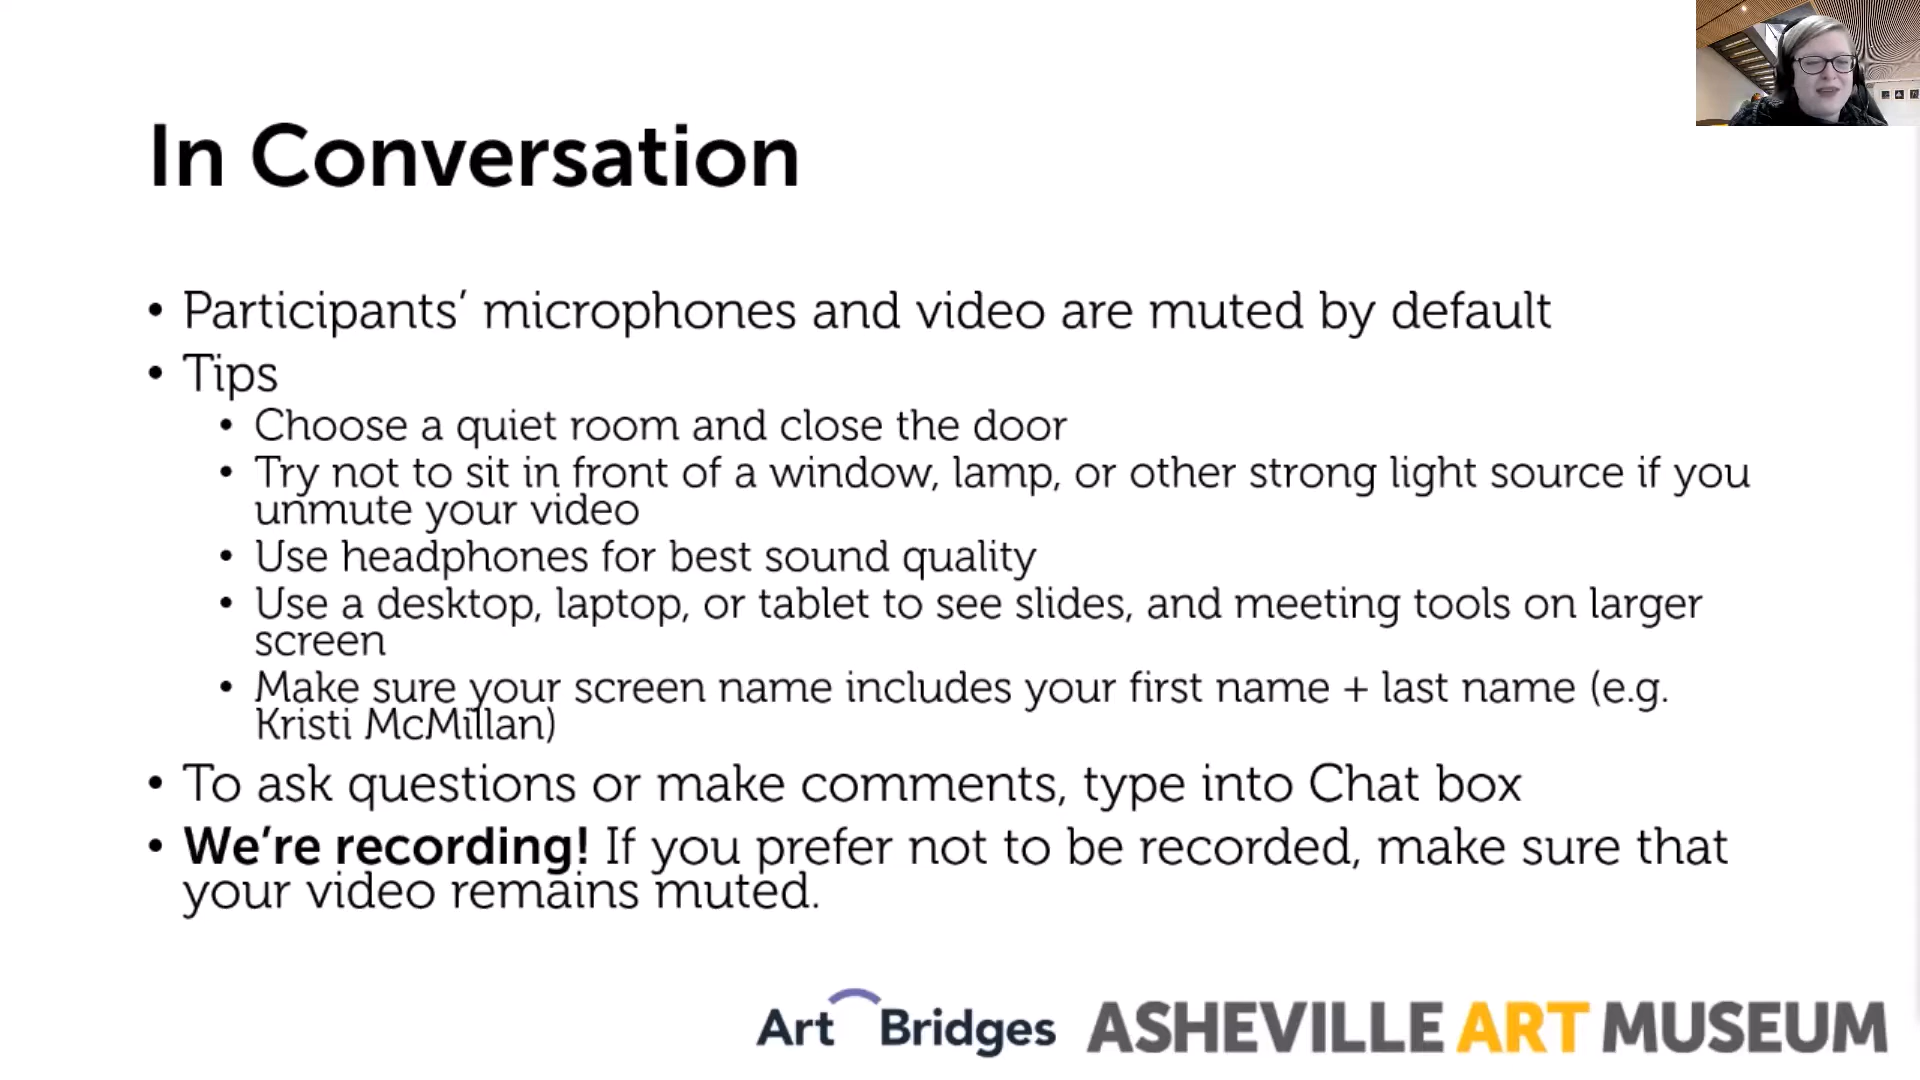 In Conversation
• Participants’ microphones and video are muted by default
• Tips
• Choose a quiet room and close the door
• Try not to sit in front of a window, lamp, or other strong light source if you
unmute your video
• Use headphones for best sound quality
• Use a desktop, laptop, or tablet to see slides, and meeting tools on larger
screen
• Make sure your screen name includes your first name + last name (e.g.
Kristi McMillan)
• To ask questions or make comments, type into Chat box
• We’re recording! If you prefer not to be recorded, make sure that
your video remains muted.
Art Bridges ASHEVILLE ART MUSEUM